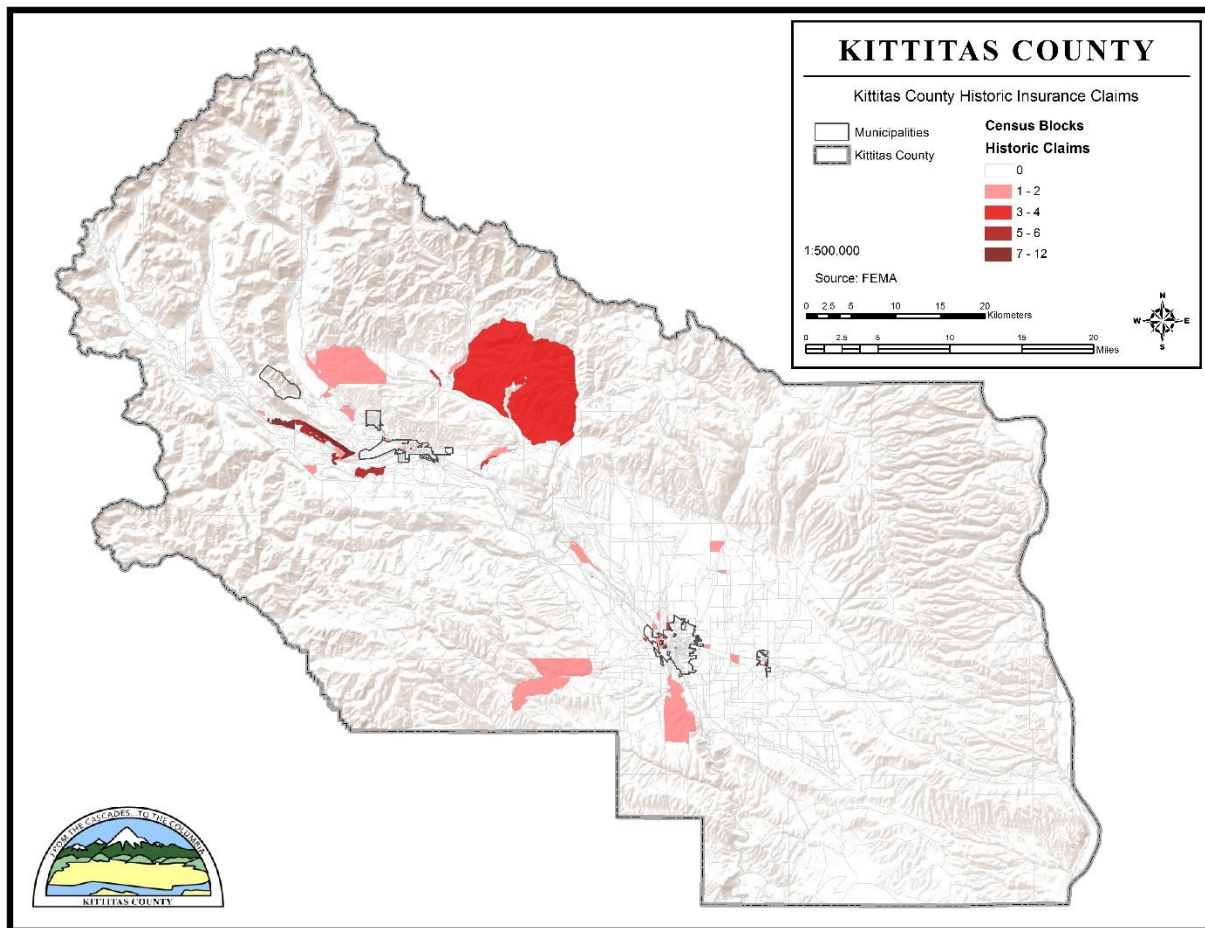 KITTITAS COUNTY
Kittitas County Historic Insurance Claims
Municipalities
Kittitas County
Census Blocks
Historic Claims
0
1 - 2
3 - 4
5 - 6
7 - 12
1:500,000
Source: FEMA
0 2.5 5 10 15 20
Kilometers
0 2.5 5 10 15 20
Miles
N
W E
S
FROM THE CASCADES...TO THE COLUMBIA
KITTITAS COUNTY